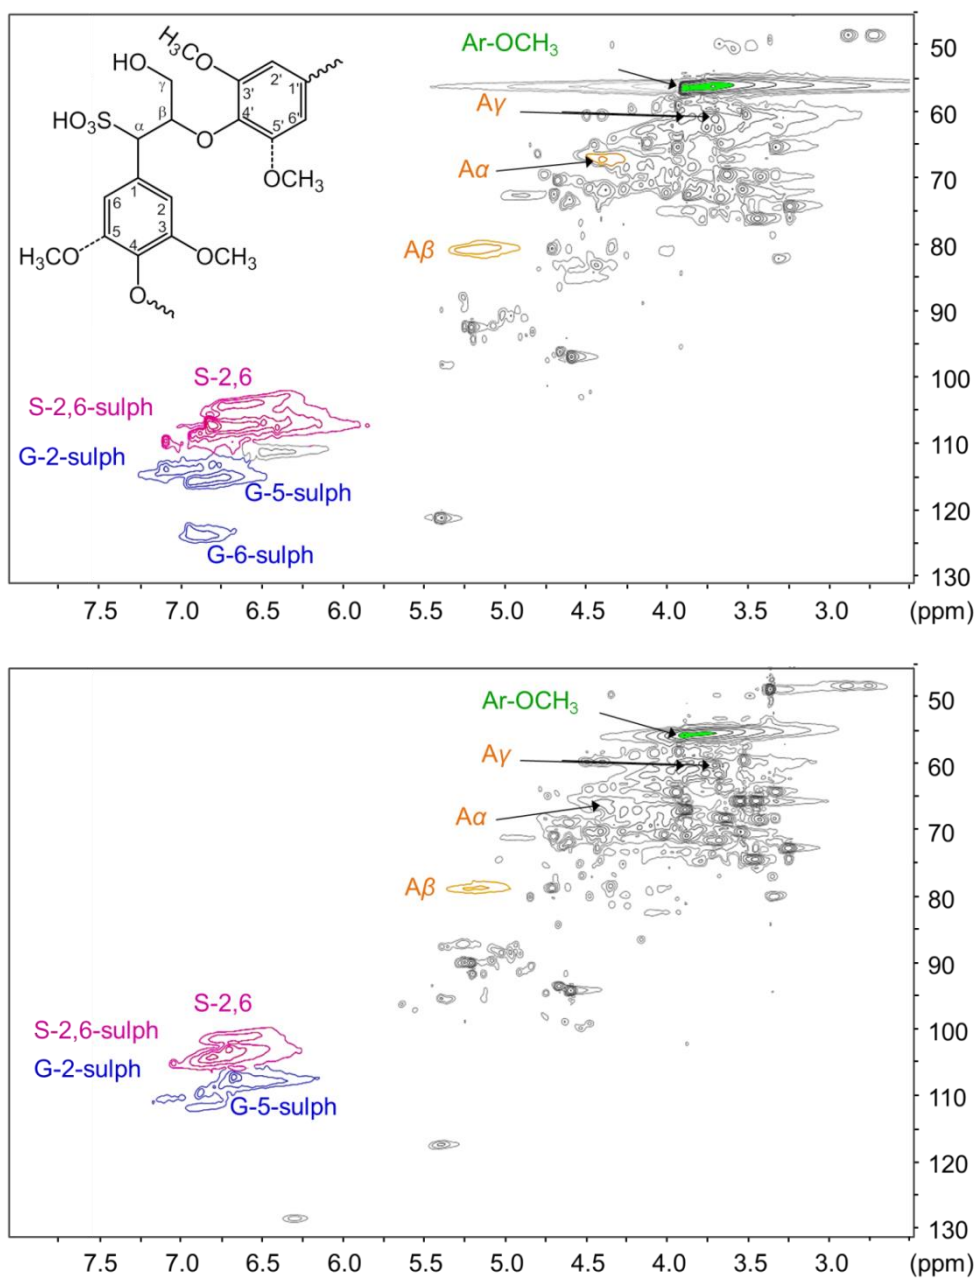 H₃CO
HO
γ
2'
3'
1'
HO₃S
β
4'
6'
α
O
5'
1
OCH₃
6
2
5
3
H₃CO
4
OCH₃
O
Ar-OCH₃
Aγ
Aα
Aβ
S-2,6
S-2,6-sulph
G-2-sulph
G-5-sulph
G-6-sulph
50
60
70
80
90
100
110
120
130
7.5 7.0 6.5 6.0 5.5 5.0 4.5 4.0 3.5 3.0 (ppm)
Ar-OCH₃
Aγ
Aα
Aβ
S-2,6
S-2,6-sulph
G-2-sulph
G-5-sulph
50
60
70
80
90
100
110
120
130
7.5 7.0 6.5 6.0 5.5 5.0 4.5 4.0 3.5 3.0 (ppm)